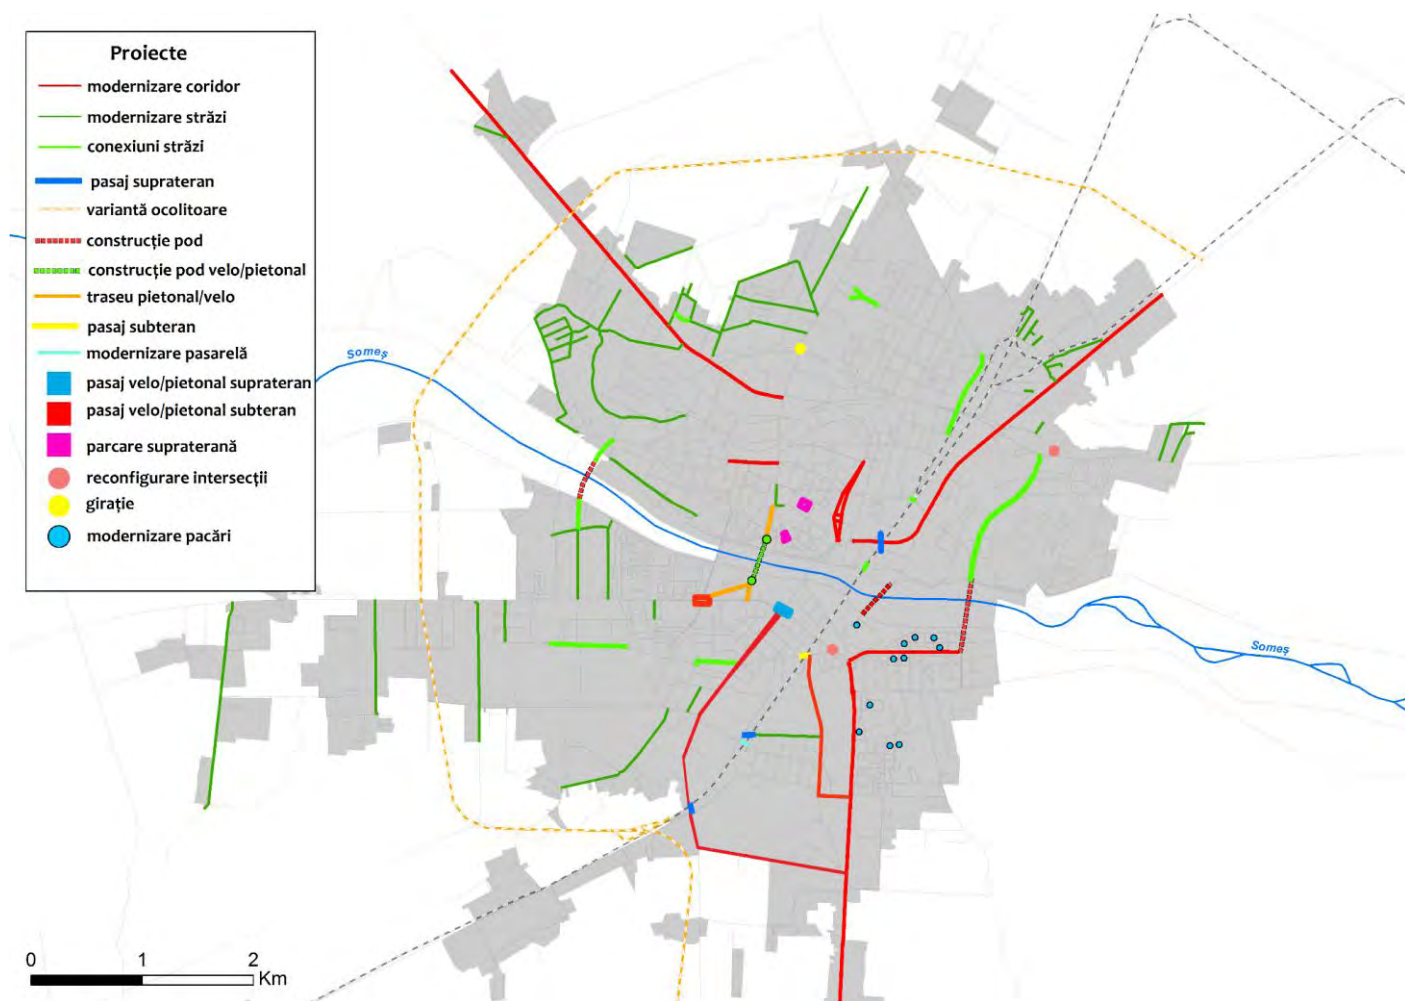 Proiecte
modernizare coridor
modernizare străzi
conexiuni străzi
pasaj suprateran
variantă ocolitoare
construcție pod
construcție pod velo/pietonal
traseu pietonal/velo
pasaj subteran
modernizare pasarelă
pasaj velo/pietonal suprateran
pasaj velo/pietonal subteran
parcare supraterană
reconfigurare intersecții
girație
modernizare pacări
Someș
Someș
0 1 2
Km